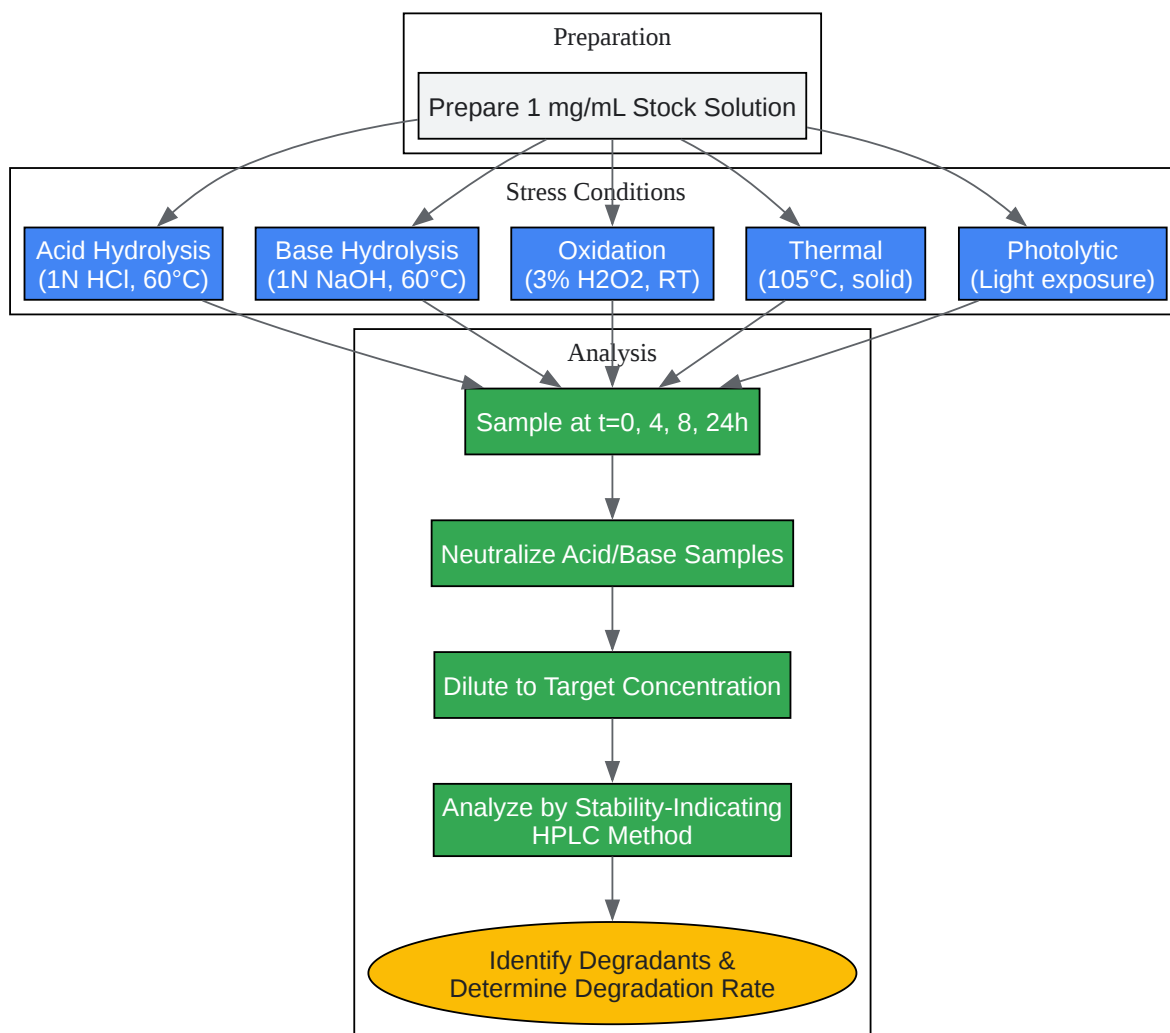 Preparation
Prepare 1 mg/mL Stock Solution
Stress Conditions
Acid Hydrolysis
(1N HCl, 60°C)
Base Hydrolysis
(1N NaOH, 60°C)
Oxidation
(3% H2O2, RT)
Thermal
(105°C, solid)
Photolytic
(Light exposure)
Analysis
Sample at t=0, 4, 8, 24h
Neutralize Acid/Base Samples
Dilute to Target Concentration
Analyze by Stability-Indicating
HPLC Method
Identify Degradants &
Determine Degradation Rate